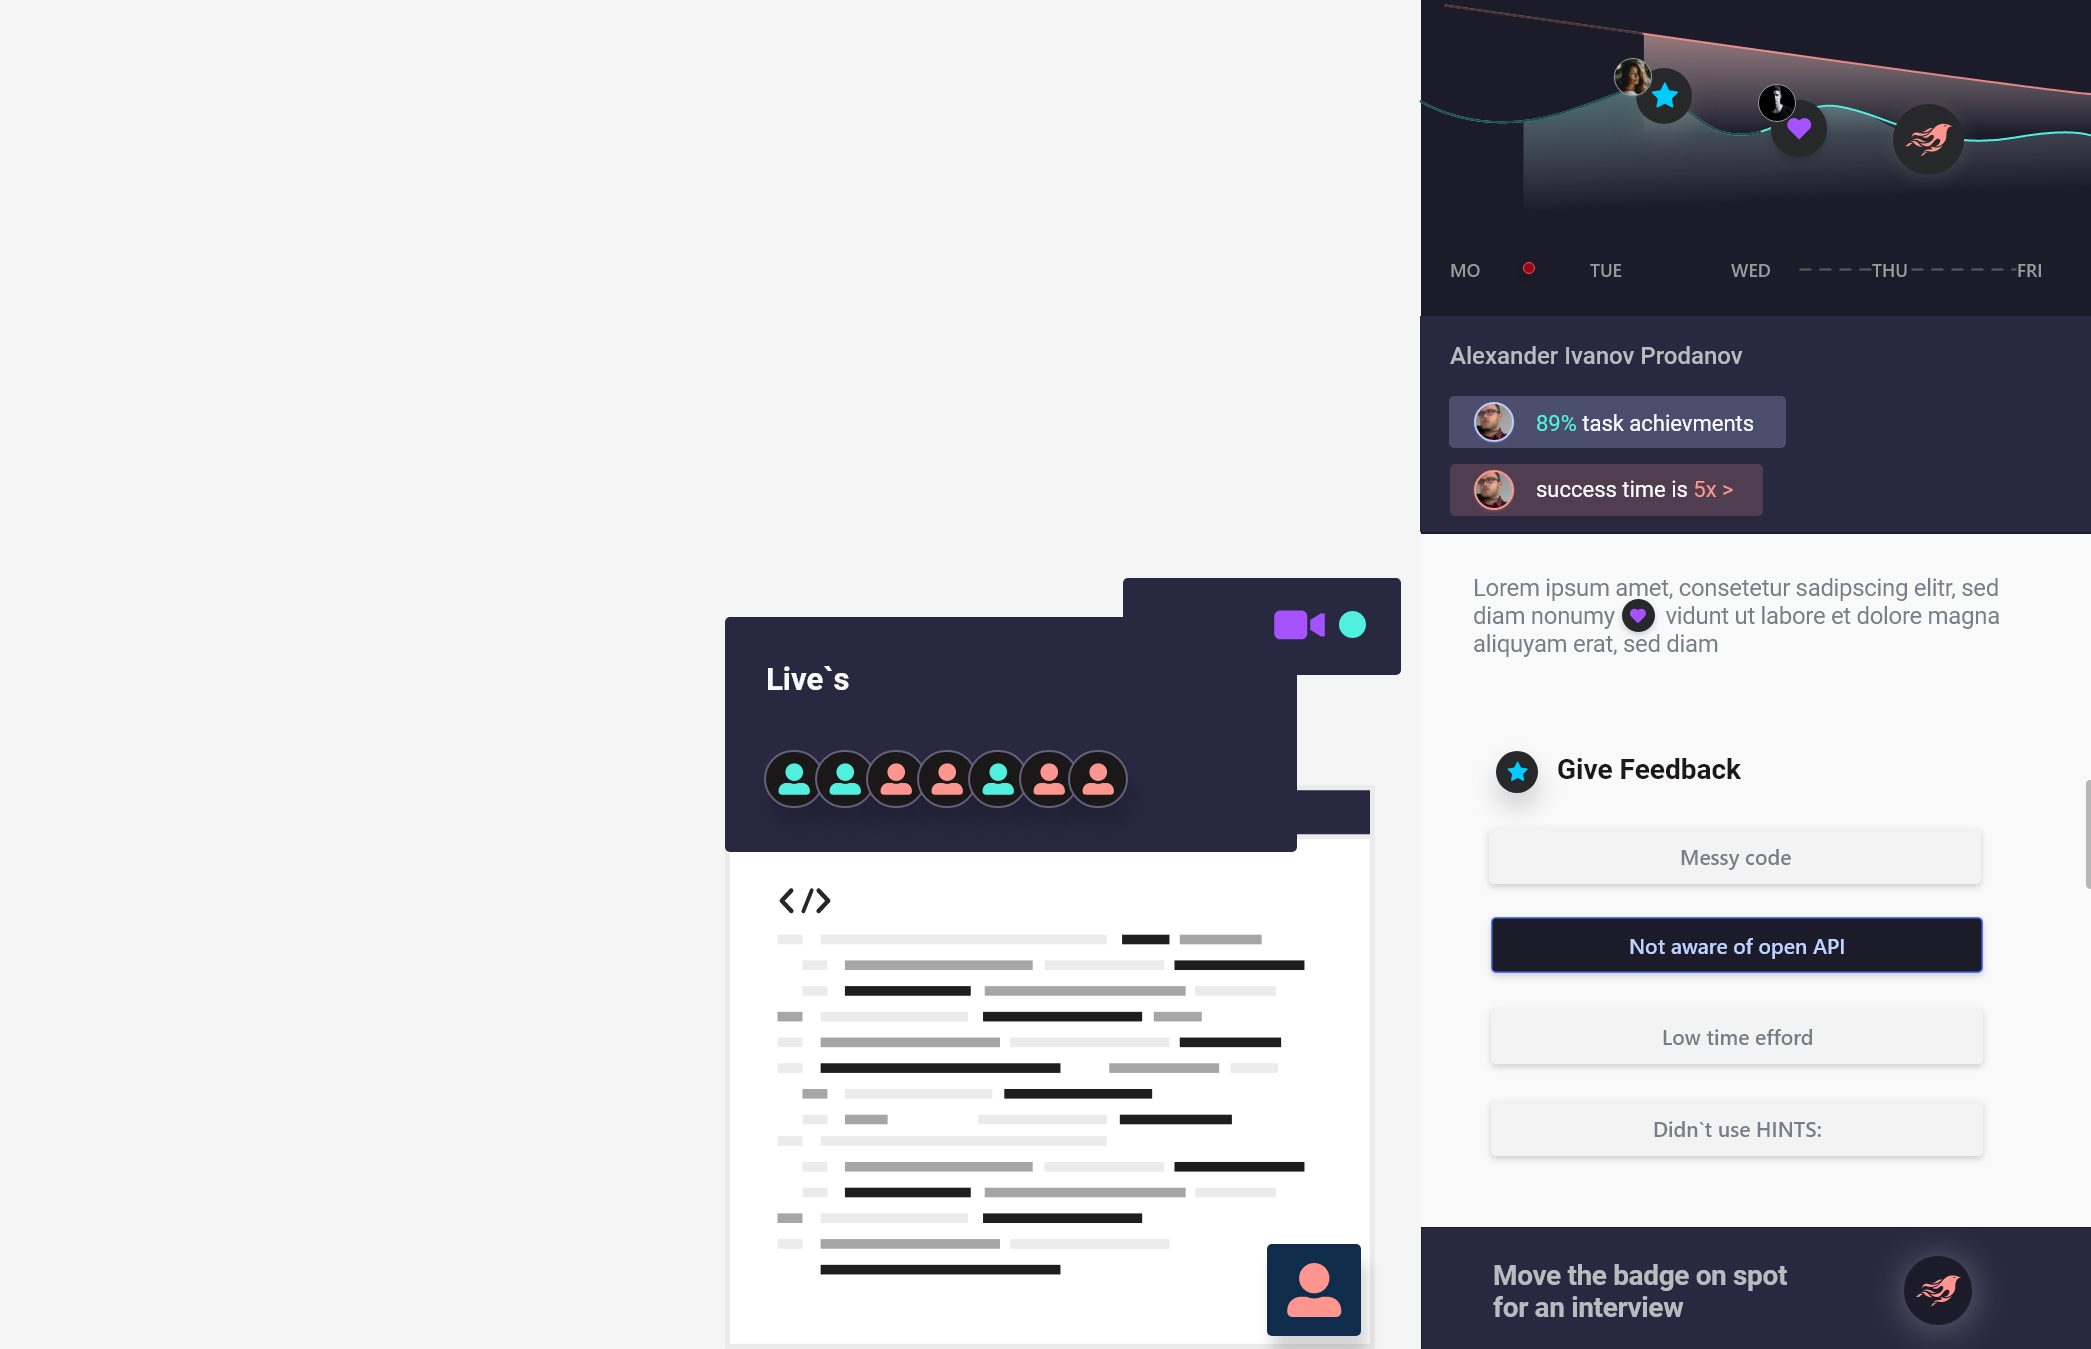 MO TUE WED THU FRI
Alexander Ivanov Prodanov
89% task achievments
success time is 5x >
Lorem ipsum amet, consetetur sadipscing elitr, sed
diam nonumy vidunt ut labore et dolore magna
aliquyam erat, sed diam
Give Feedback
Messy code
Not aware of open API
Low time efford
Didn`t use HINTS:
Move the badge on spot
for an interview
Live`s
</>